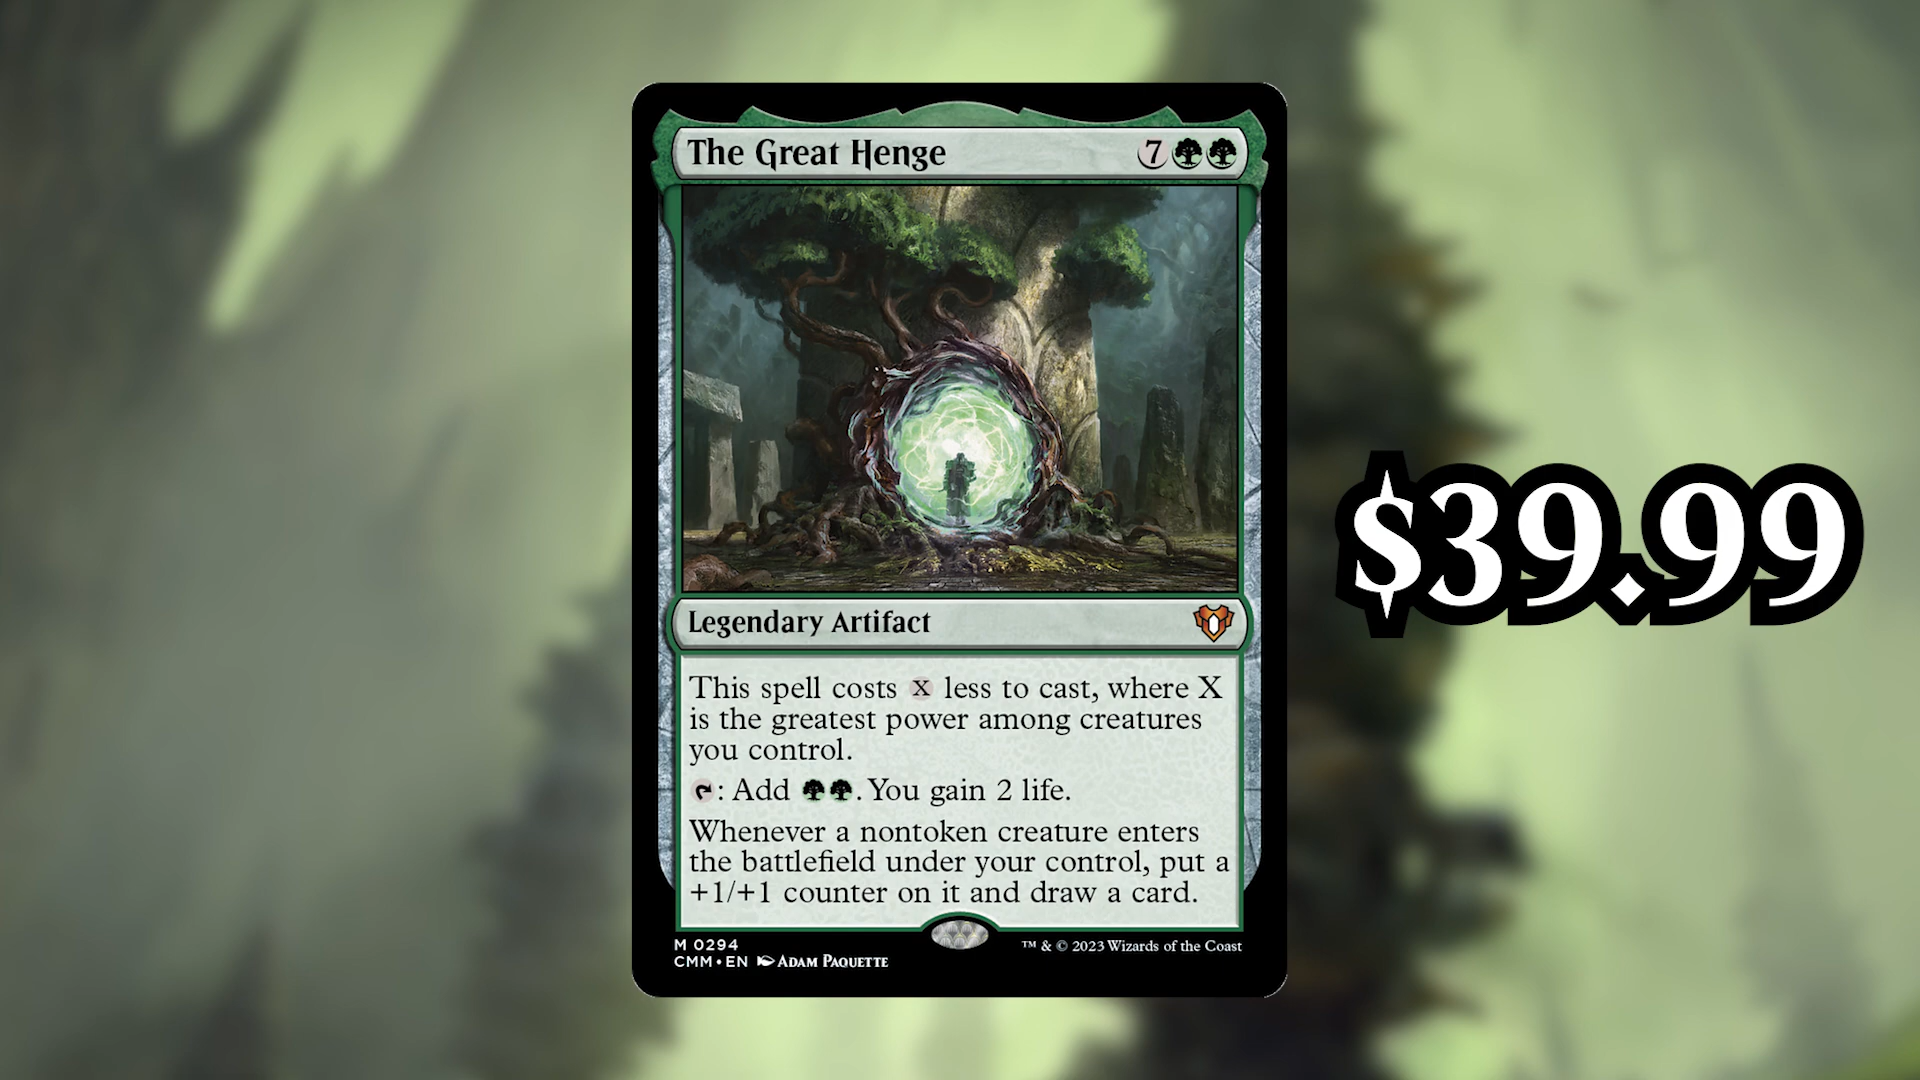 The Great Henge 7
$39.99
Legendary Artifact
This spell costs X less to cast, where X
is the greatest power among creatures
you control.
: Add . You gain 2 life.
Whenever a nontoken creature enters
the battlefield under your control, put a
+1/+1 counter on it and draw a card.
M 0294
CMM • EN ADAM PAQUETTE
™ & © 2023 Wizards of the Coast